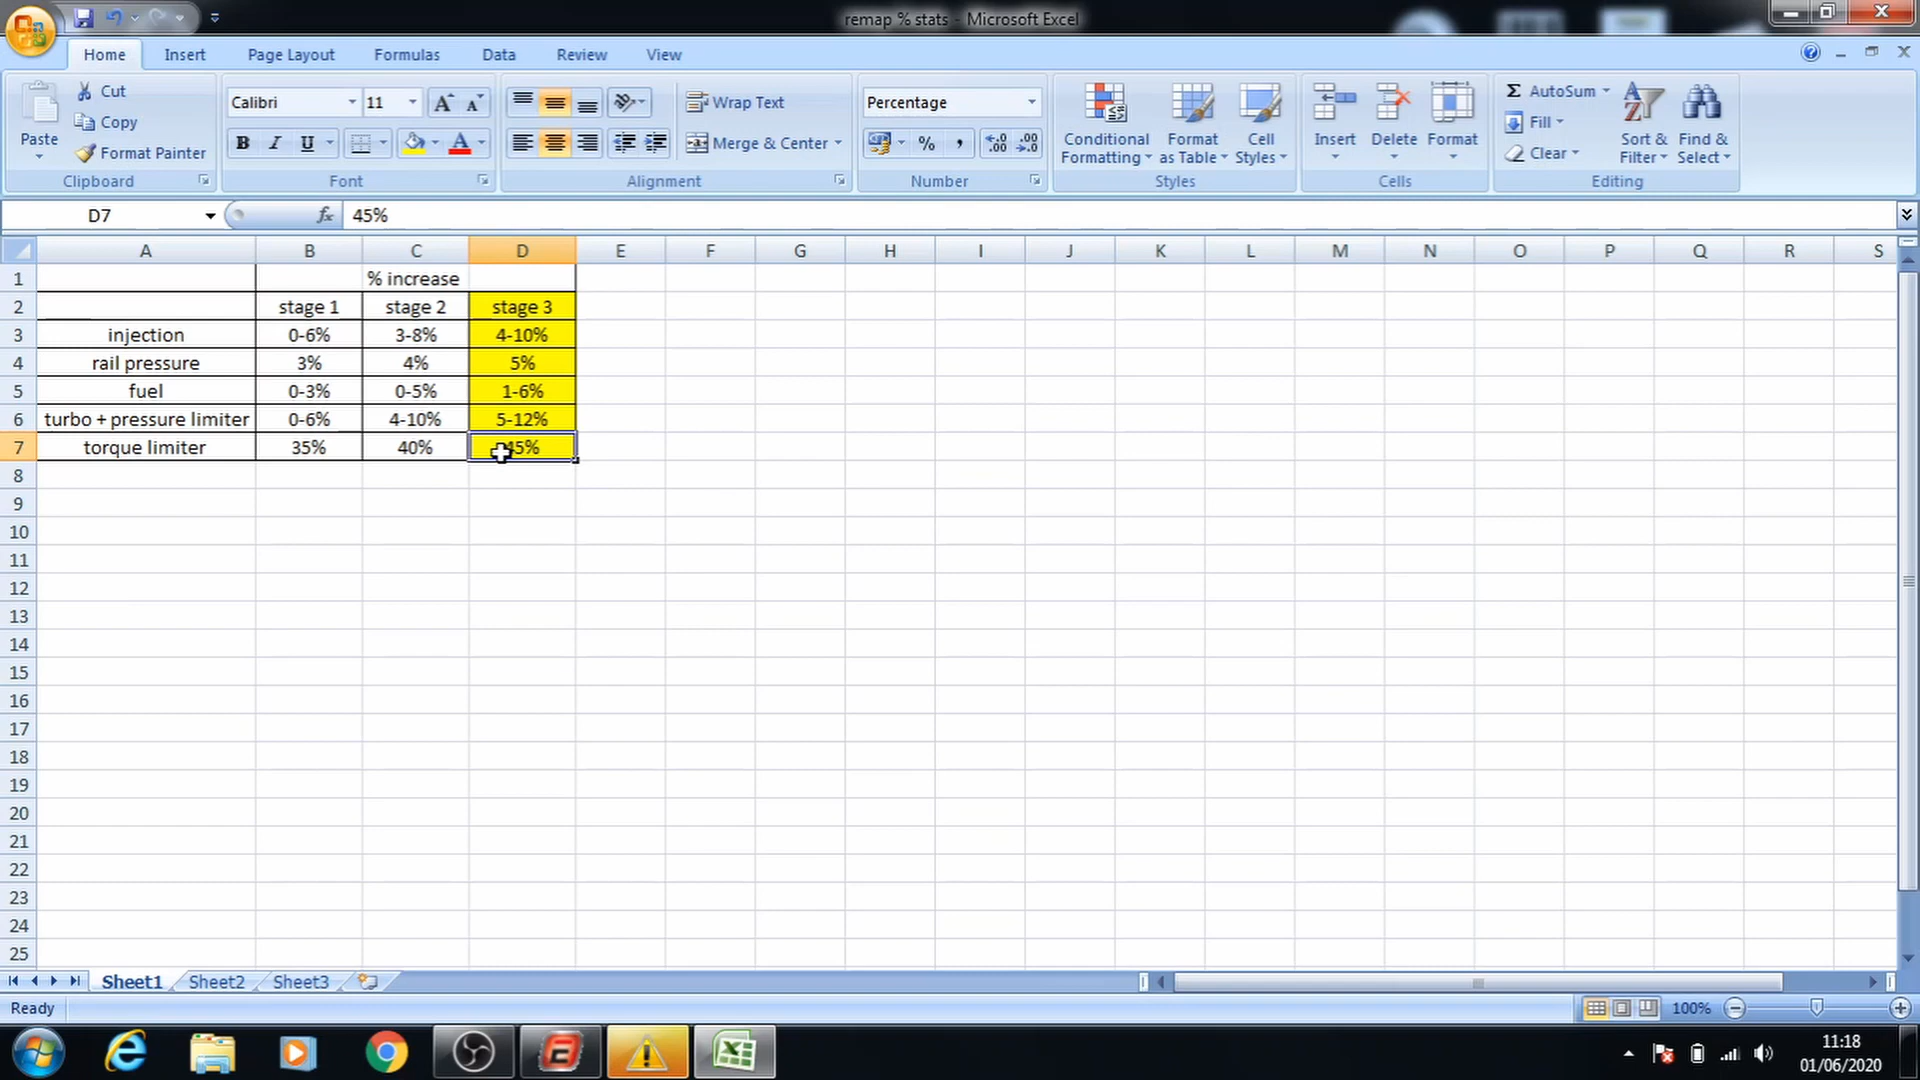 remap % stats - Microsoft Excel
Home Insert Page Layout Formulas Data Review View
Paste
Cut
Copy
Format Painter
Clipboard
Calibri 11
B I U
Font
Wrap Text
Merge & Center
Alignment
Percentage
% ,
Number
Conditional Formatting
Format as Table
Cell Styles
Styles
Insert Delete Format
Cells
Σ AutoSum
Fill
Clear
Sort & Filter
Find & Select
Editing
D7 fx 45%
A B C D E F G H I J K L M N O P Q R S
1 % increase
2 stage 1 stage 2 stage 3
3 injection 0-6% 3-8% 4-10%
4 rail pressure 3% 4% 5%
5 fuel 0-3% 0-5% 1-6%
6 turbo + pressure limiter 0-6% 4-10% 5-12%
7 torque limiter 35% 40% 45%
8
9
10
11
12
13
14
15
16
17
18
19
20
21
22
23
24
25
Sheet1 Sheet2 Sheet3
Ready 100%
11:18
01/06/2020